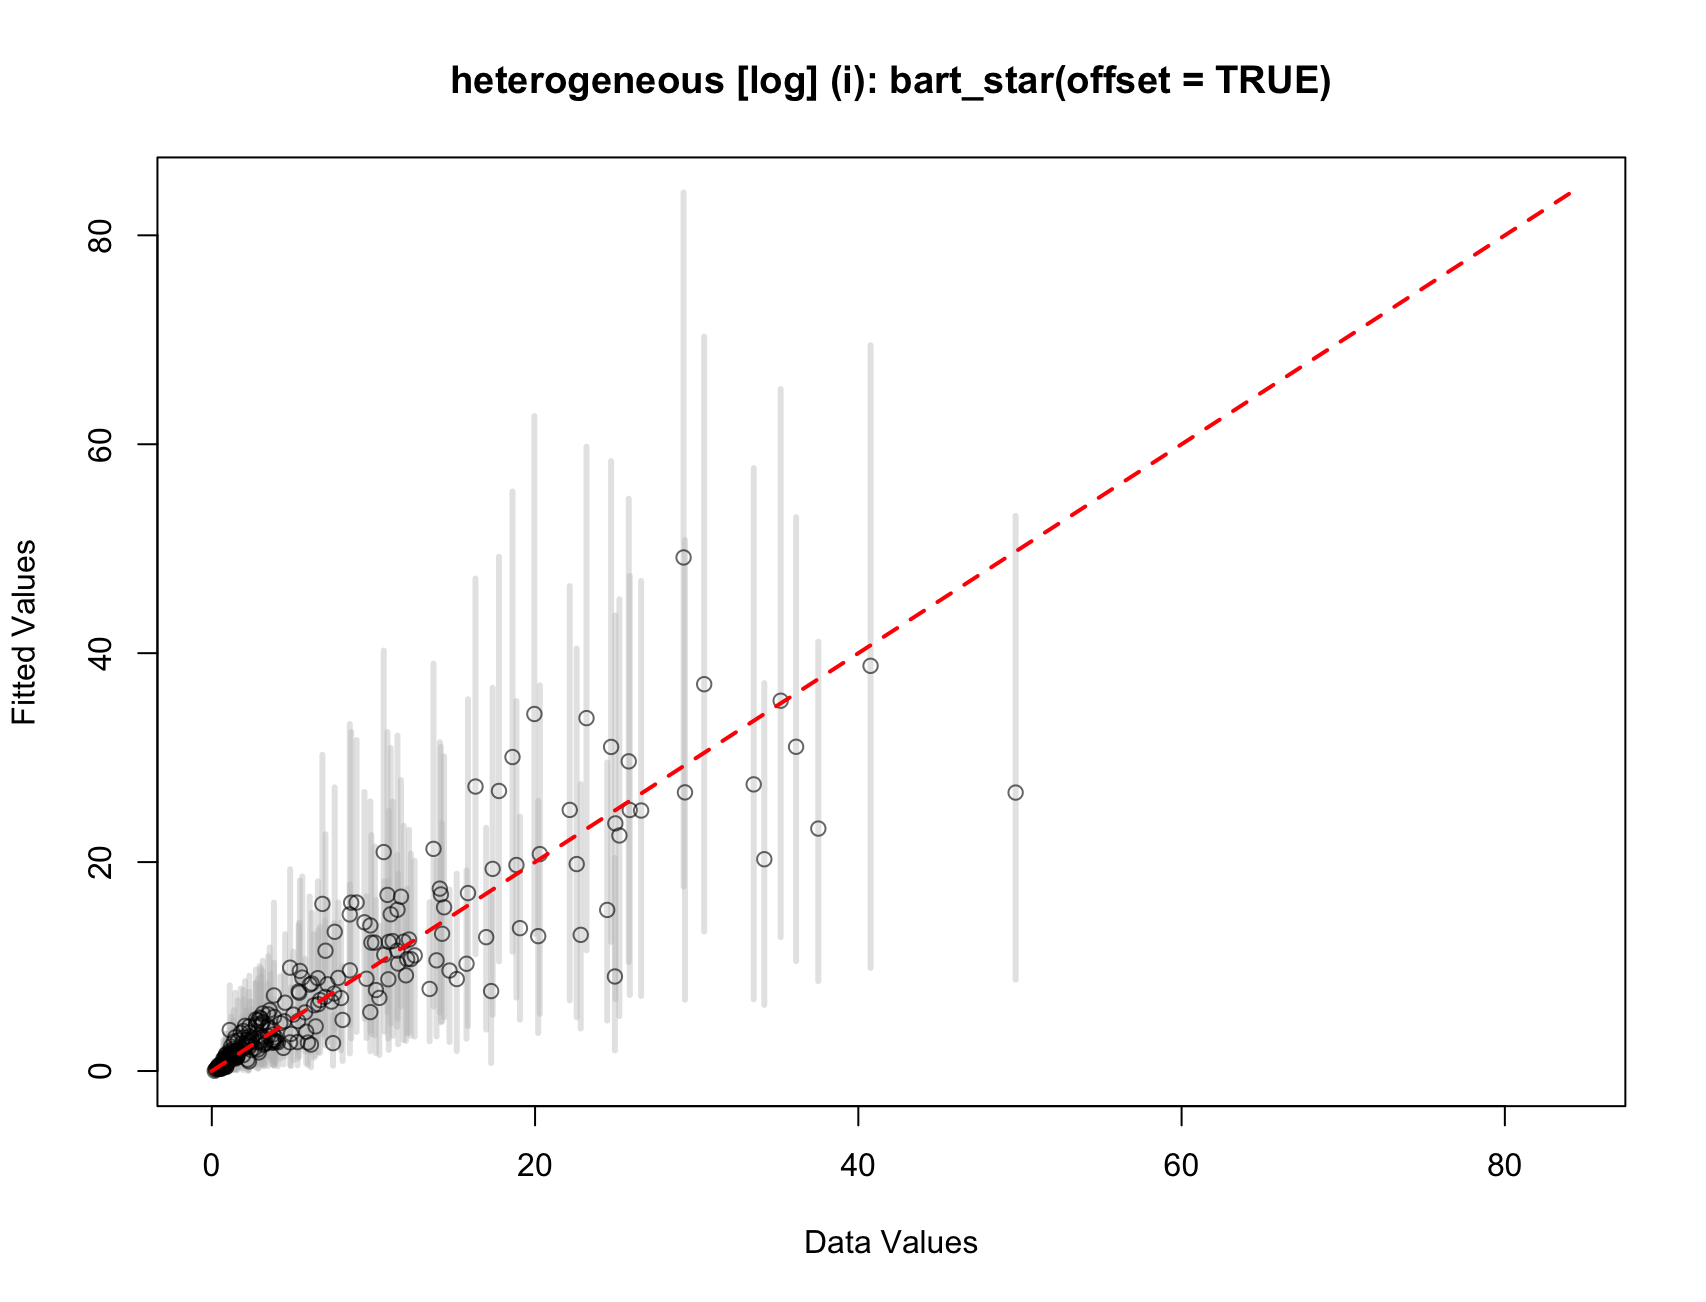 heterogeneous [log] (i): bart_star(offset = TRUE)
80
60
40
20
0
Fitted Values
0 20 40 60 80
Data Values